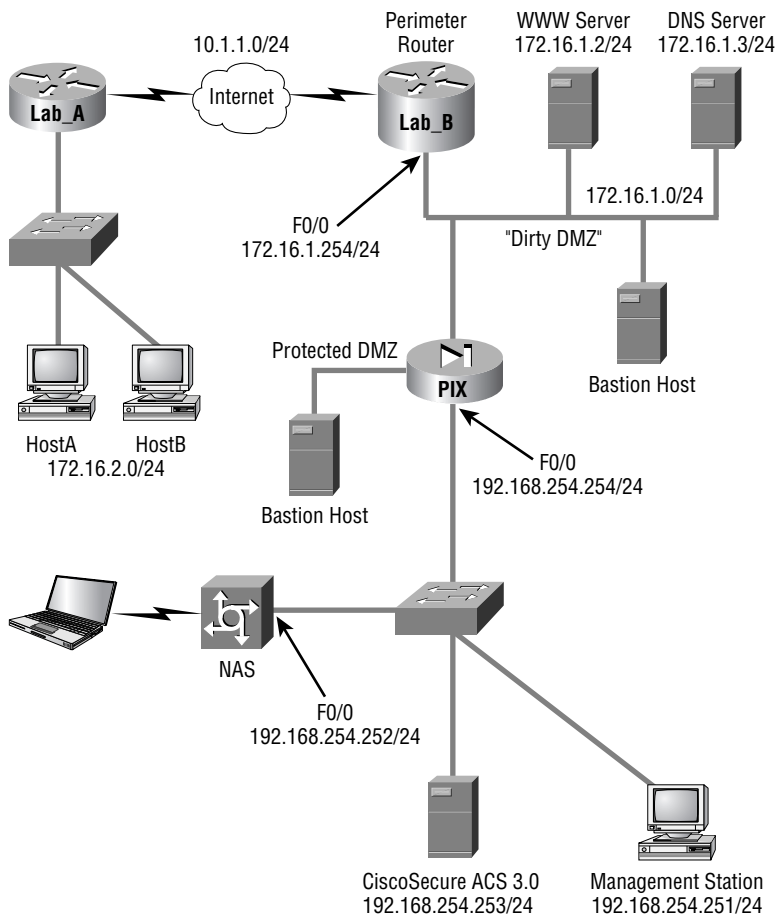 10.1.1.0/24
Perimeter
Router
WWW Server
172.16.1.2/24
DNS Server
172.16.1.3/24
Lab_A
Internet
Lab_B
172.16.1.0/24
F0/0
172.16.1.254/24
"Dirty DMZ"
Protected DMZ
PIX
Bastion Host
HostA
HostB
172.16.2.0/24
F0/0
192.168.254.254/24
Bastion Host
NAS
F0/0
192.168.254.252/24
CiscoSecure ACS 3.0
192.168.254.253/24
Management Station
192.168.254.251/24